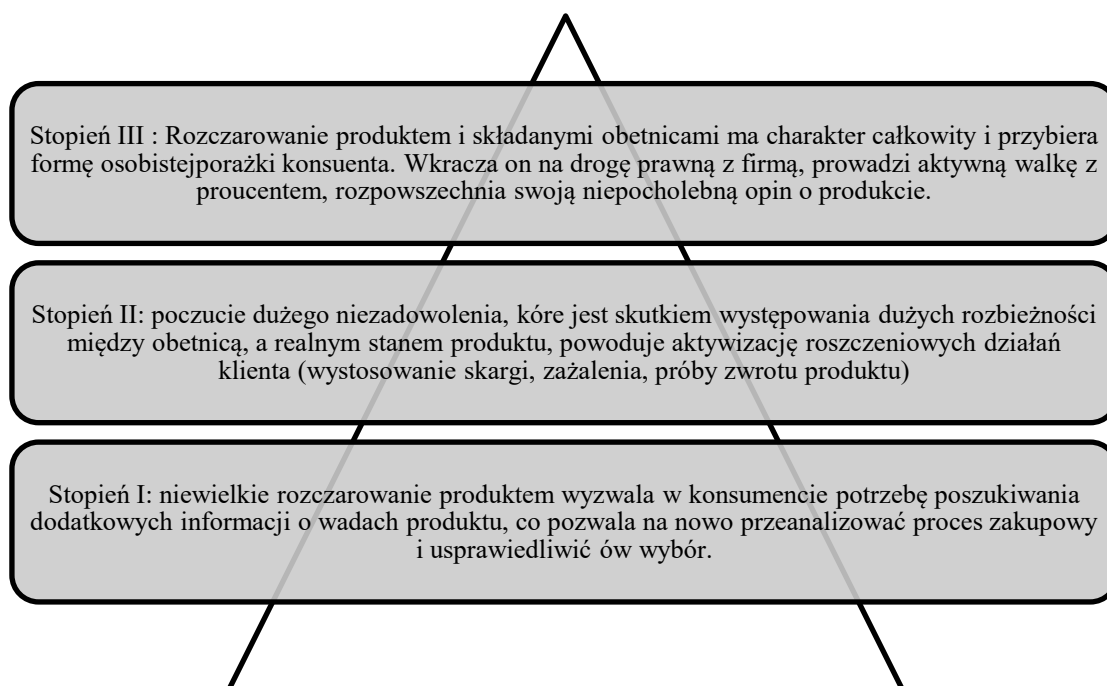 Stopień III : Rozczarowanie produktem i składanymi obetnicami ma charakter całkowity i przybiera
formę osobistejporażki konsuenta. Wkracza on na drogę prawną z firmą, prowadzi aktywną walkę z
proucentem, rozpowszechnia swoją niepocholebną opin o produkcie.
Stopień II: poczucie dużego niezadowolenia, kóre jest skutkiem występowania dużych rozbieżności
między obetnicą, a realnym stanem produktu, powoduje aktywizację roszczeniowych działań
klienta (wystosowanie skargi, zażalenia, próby zwrotu produktu)
Stopień I: niewielkie rozczarowanie produktem wyzwala w konsumencie potrzebę poszukiwania
dodatkowych informacji o wadach produktu, co pozwala na nowo przeanalizować proces zakupowy
i usprawiedliwić ów wybór.